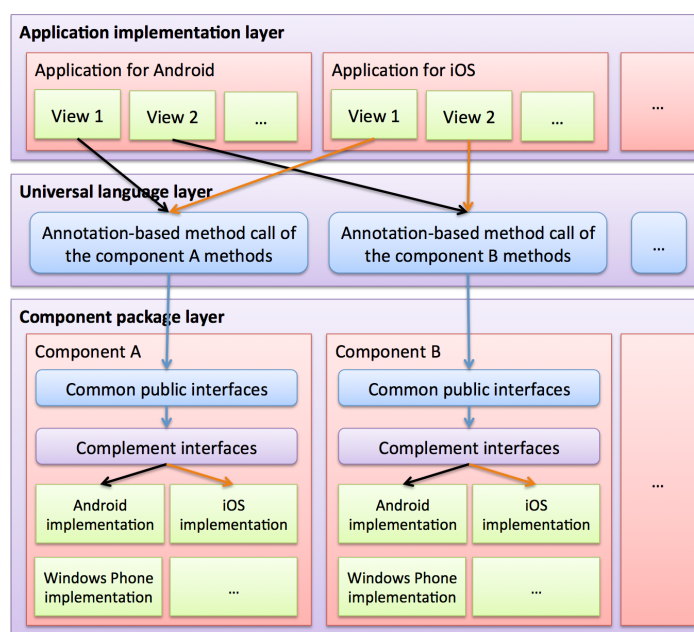 Application implementation layer
Application for Android
Application for iOS
View 1
View 2
...
View 1
View 2
...
...
Universal language layer
Annotation-based method call of
the component A methods
Annotation-based method call of
the component B methods
...
Component package layer
Component A
Common public interfaces
Complement interfaces
Android
implementation
iOS
implementation
Windows Phone
implementation
...
Component B
Common public interfaces
Complement interfaces
Android
implementation
iOS
implementation
Windows Phone
implementation
...
...